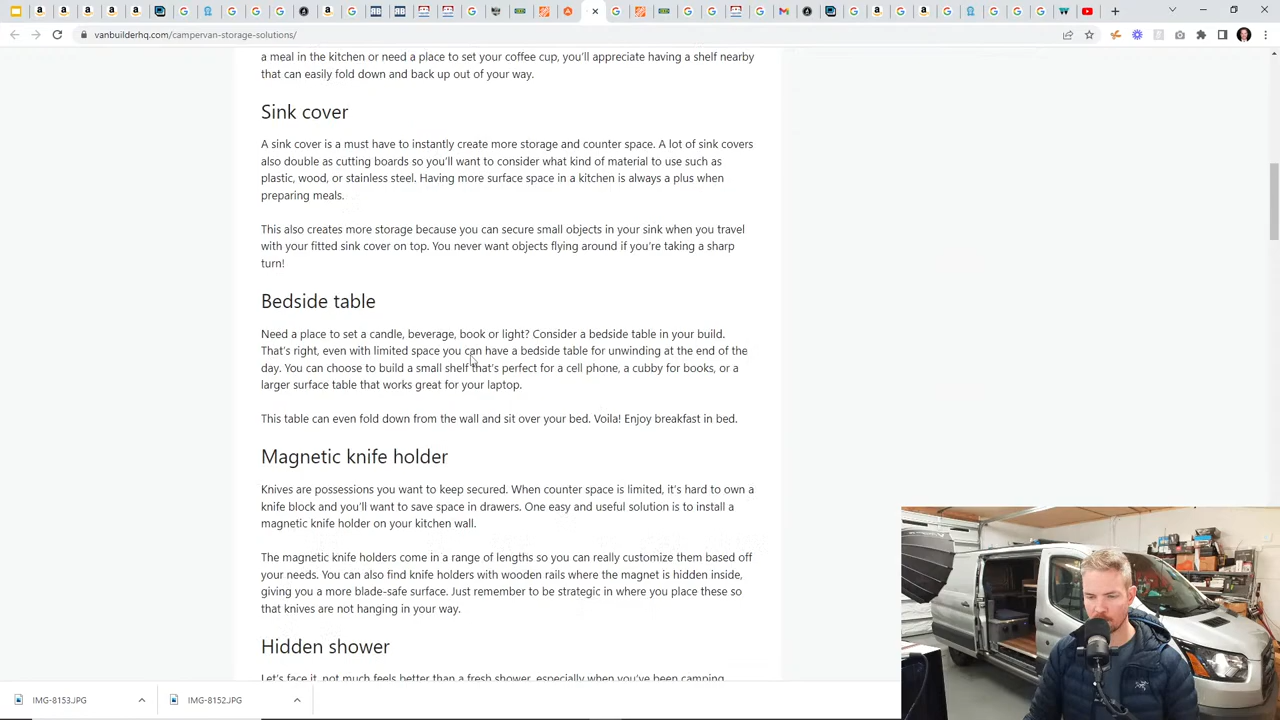 vanbuilderhq.com/campervan-storage-solutions/
a meal in the kitchen or need a place to set your coffee cup, you'll appreciate having a shelf nearby
that can easily fold down and back up out of your way.
Sink cover
A sink cover is a must have to instantly create more storage and counter space. A lot of sink covers
also double as cutting boards so you'll want to consider what kind of material to use such as
plastic, wood, or stainless steel. Having more surface space in a kitchen is always a plus when
preparing meals.
This also creates more storage because you can secure small objects in your sink when you travel
with your fitted sink cover on top. You never want objects flying around if you're taking a sharp
turn!
Bedside table
Need a place to set a candle, beverage, book or light? Consider a bedside table in your build.
That's right, even with limited space you can have a bedside table for unwinding at the end of the
day. You can choose to build a small shelf that's perfect for a cell phone, a cubby for books, or a
larger surface table that works great for your laptop.
This table can even fold down from the wall and sit over your bed. Voila! Enjoy breakfast in bed.
Magnetic knife holder
Knives are possessions you want to keep secured. When counter space is limited, it's hard to own a
knife block and you'll want to save space in drawers. One easy and useful solution is to install a
magnetic knife holder on your kitchen wall.
The magnetic knife holders come in a range of lengths so you can really customize them based off
your needs. You can also find knife holders with wooden rails where the magnet is hidden inside,
giving you a more blade-safe surface. Just remember to be strategic in where you place these so
that knives are not hanging in your way.
Hidden shower
Let's face it, not much feels better than a fresh shower, especially when you've been camping
IMG-8153.JPG
IMG-8152.JPG